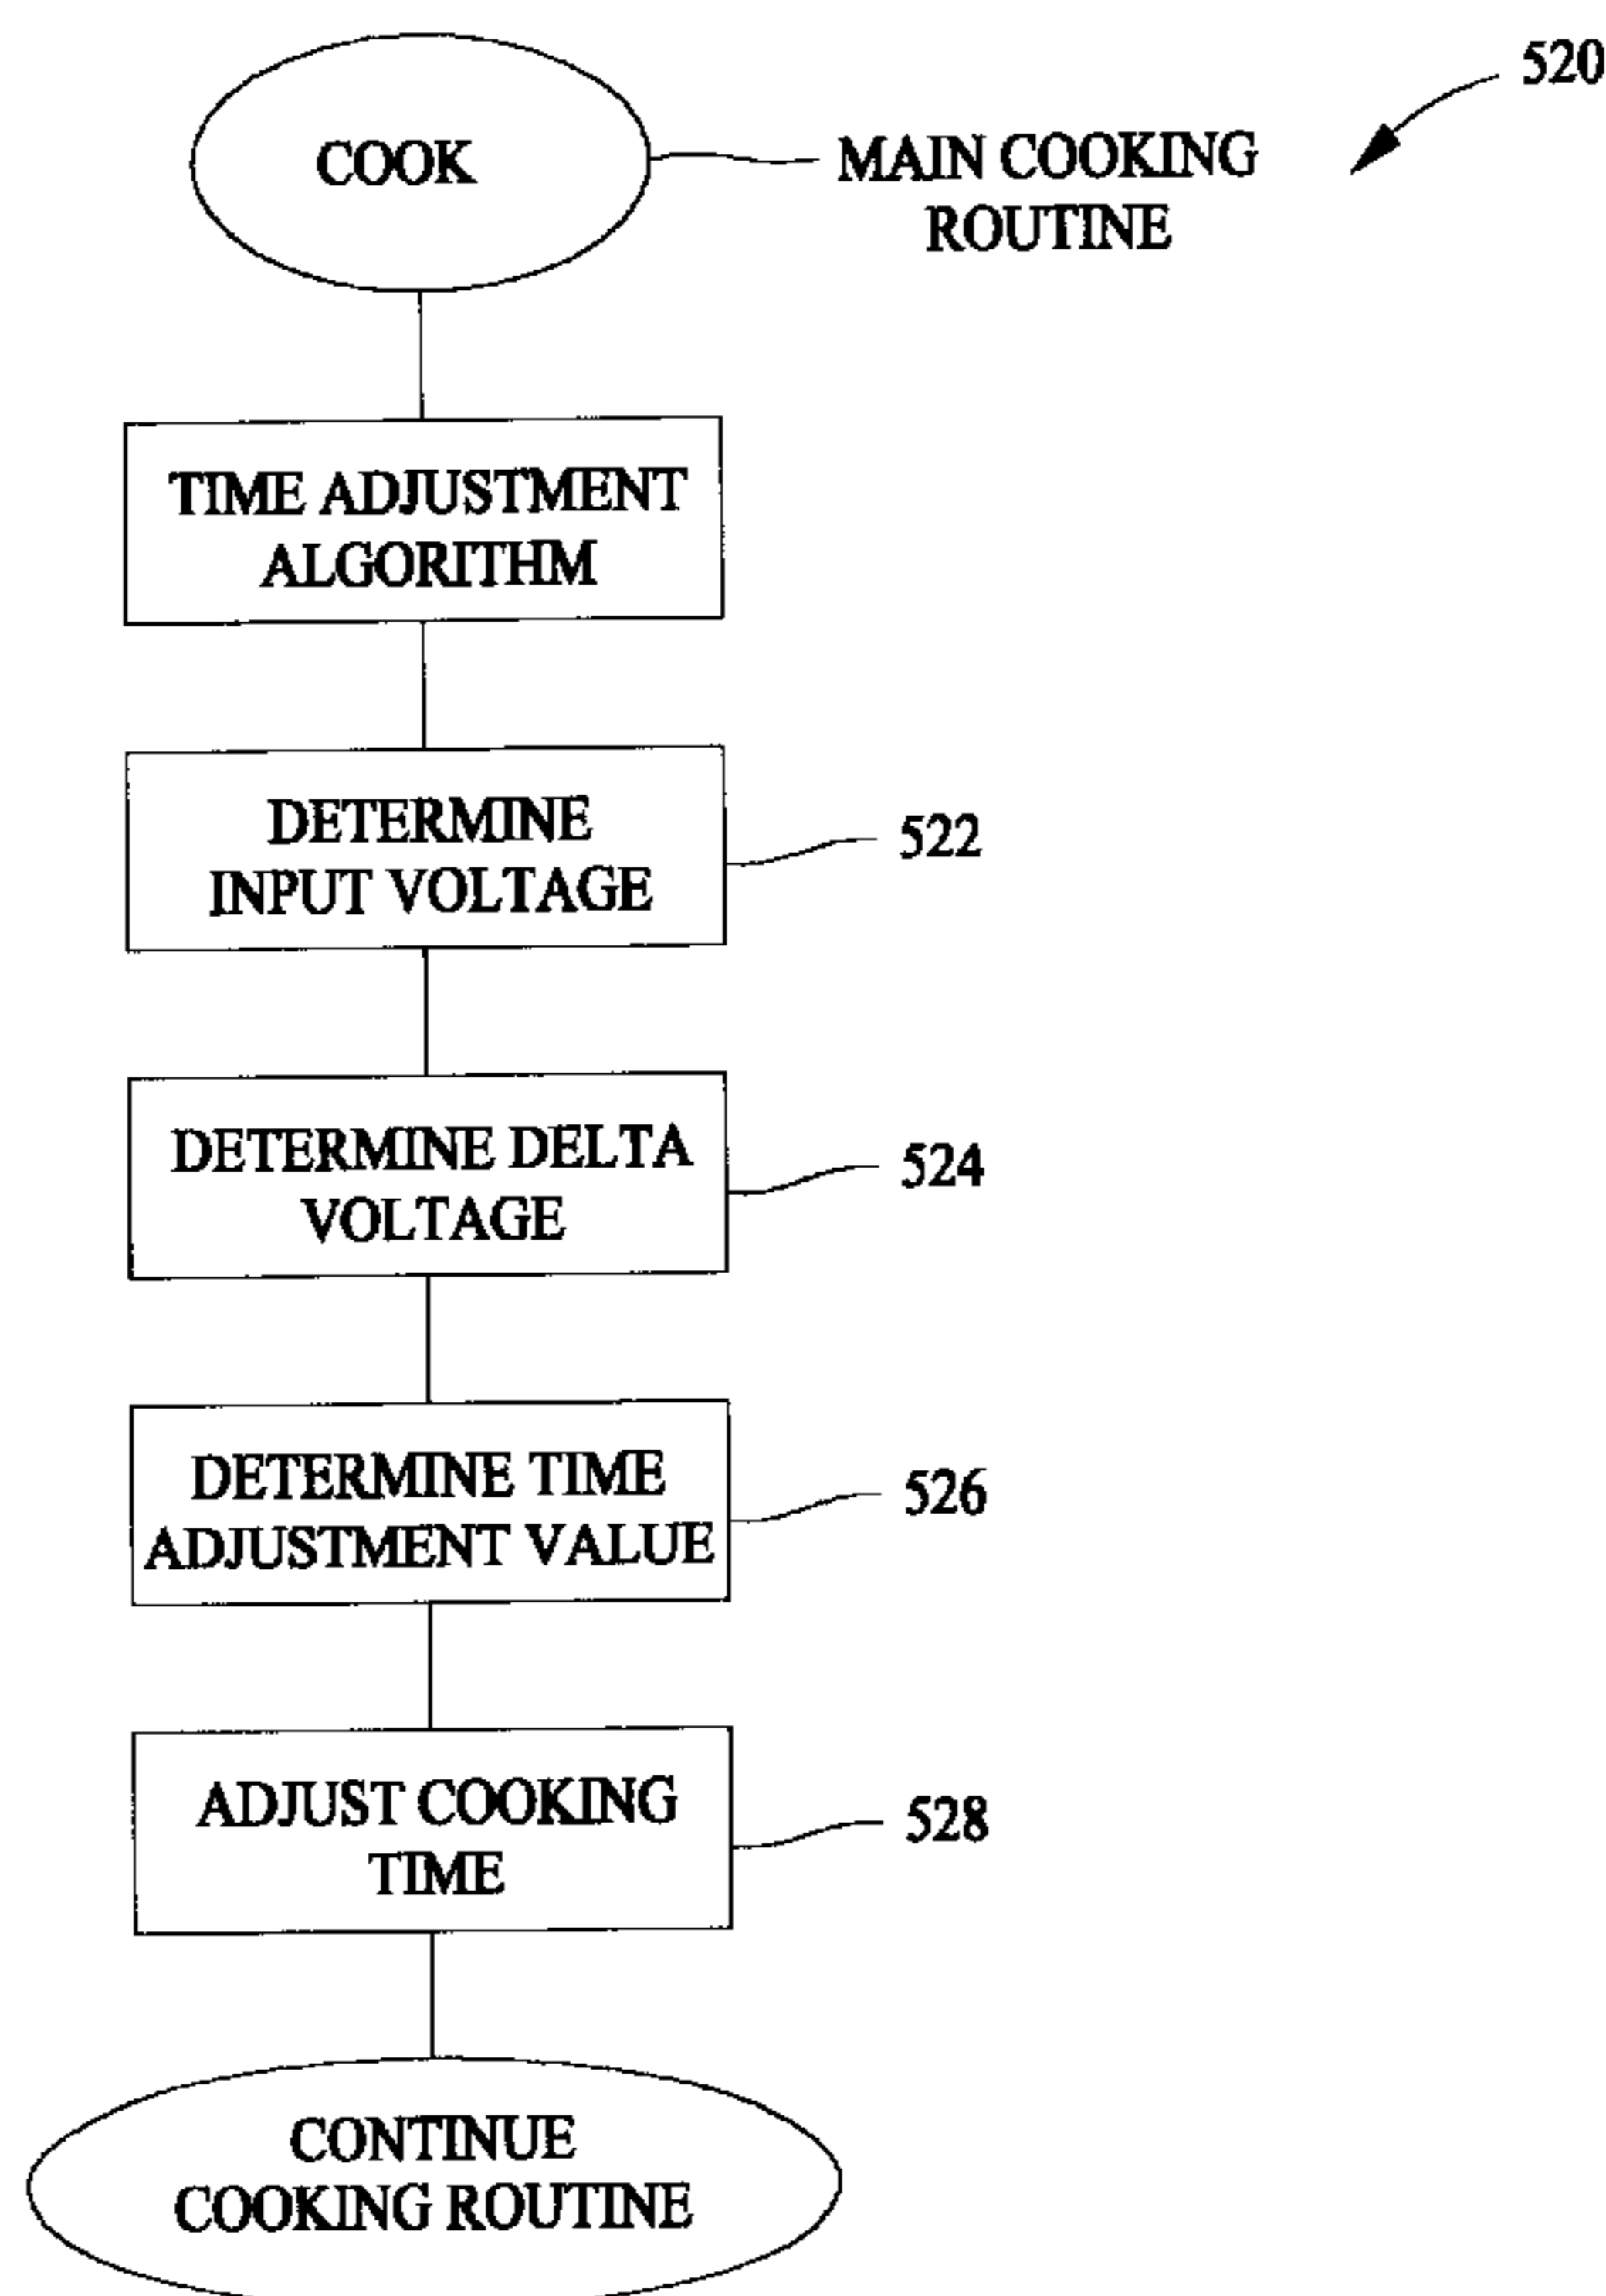 520
COOK
MAIN COOKING
ROUTINE
TIME ADJUSTMENT
ALGORITHM
DETERMINE
INPUT VOLTAGE
522
DETERMINE DELTA
VOLTAGE
524
DETERMINE TIME
ADJUSTMENT VALUE
526
ADJUST COOKING
TIME
528
CONTINUE
COOKING ROUTINE